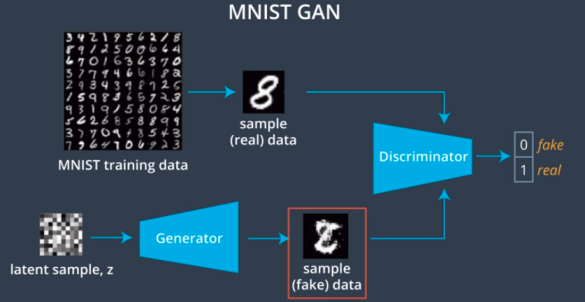 MNIST GAN
sample
(real) data
MNIST training data
Discriminator
0 fake
1 real
Generator
latent sample, z
sample
(fake) data